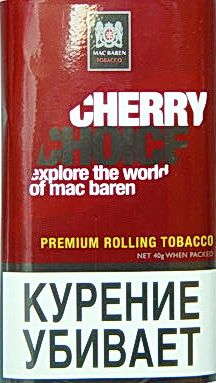 MAC BAREN
TOBACCO
CHERRY
CHOICE
explore the world
of mac baren
PREMIUM ROLLING TOBACCO
NET 40g WHEN PACKED
КУРЕНИЕ
УБИВАЕТ